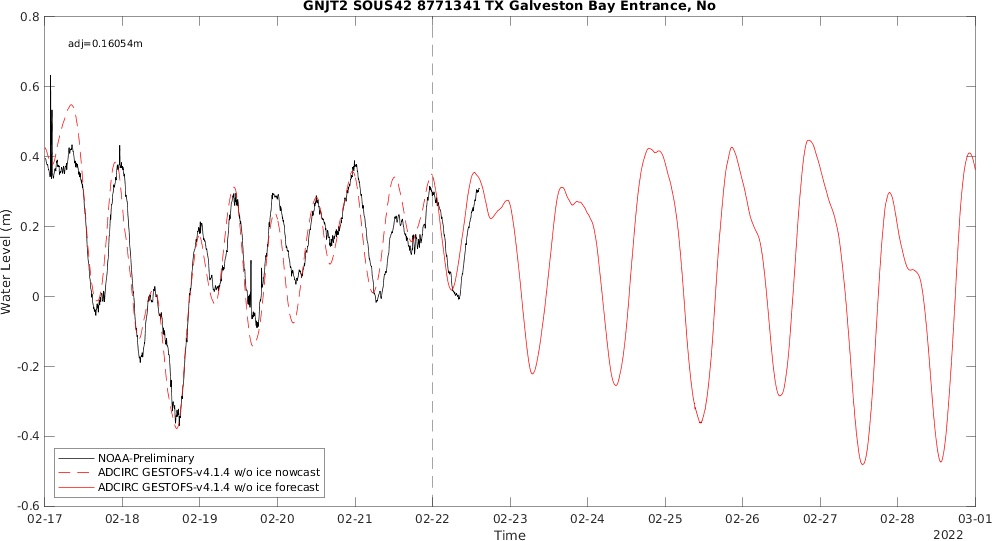 GNJT2 SOUS42 8771341 TX Galveston Bay Entrance, No
adj=0.16054m
0.8
0.6
0.4
0.2
0
-0.2
-0.4
-0.6
Water Level (m)
NOAA-Preliminary
ADCIRC GESTOFS-v4.1.4 w/o ice nowcast
ADCIRC GESTOFS-v4.1.4 w/o ice forecast
02-17 02-18 02-19 02-20 02-21 02-22 02-23 02-24 02-25 02-26 02-27 02-28 03-01
Time
2022